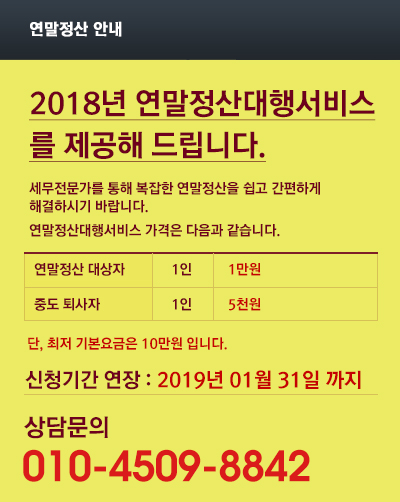 연말정산 안내
2018년 연말정산대행서비스
를 제공해 드립니다.
세무전문가를 통해 복잡한 연말정산을 쉽고 간편하게
해결하시기 바랍니다.
연말정산대행서비스 가격은 다음과 같습니다.
연말정산 대상자 1인 1만원
중도 퇴사자 1인 5천원
단, 최저 기본요금은 10만원 입니다.
신청기간 연장 : 2019년 01월 31일 까지
상담문의
010-4509-8842